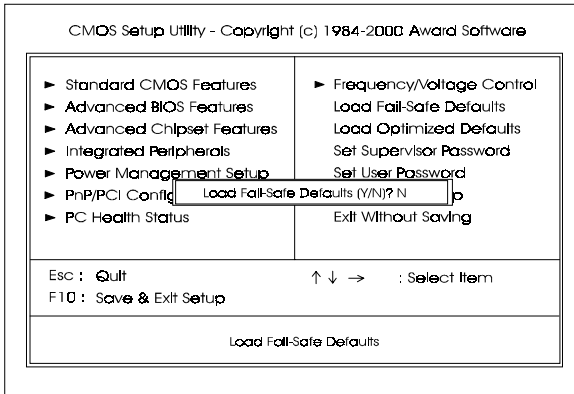 CMOS Setup Utility - Copyright (c) 1984-2000 Award Software
► Standard CMOS Features
► Advanced BIOS Features
► Advanced Chipset Features
► Integrated Peripherals
► Power Management Setup
► PnP/PCI Config
► PC Health Status
► Frequency/Voltage Control
Load Fail-Safe Defaults
Load Optimized Defaults
Set Supervisor Password
Set User Password
p
Exit Without Saving
Load Fail-Safe Defaults (Y/N)? N
Esc : Quit
↑ ↓ → : Select Item
F10 : Save & Exit Setup
Load Fail-Safe Defaults